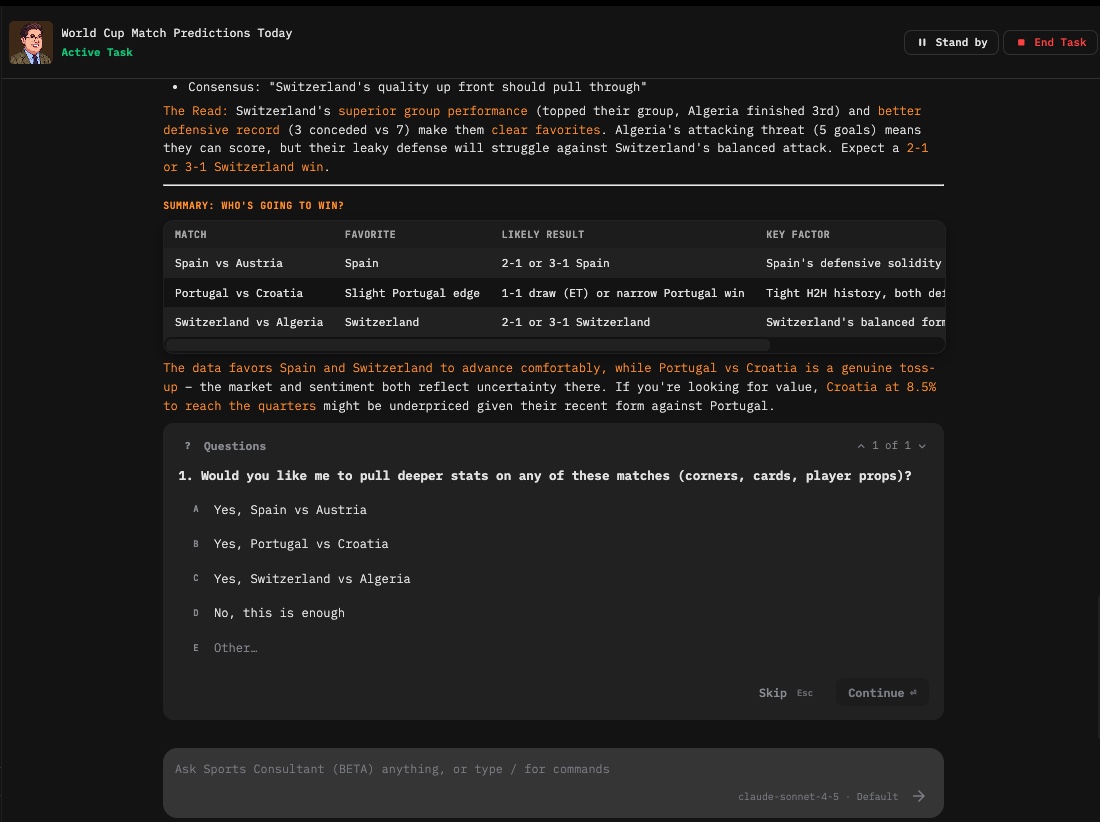 World Cup Match Predictions Today
Active Task
Stand by
End Task
• Consensus: "Switzerland's quality up front should pull through"
The Read: Switzerland's superior group performance (topped their group, Algeria finished 3rd) and better
defensive record (3 conceded vs 7) make them clear favorites. Algeria's attacking threat (5 goals) means
they can score, but their leaky defense will struggle against Switzerland's balanced attack. Expect a 2-1
or 3-1 Switzerland win.
SUMMARY: WHO'S GOING TO WIN?
MATCH FAVORITE LIKELY RESULT KEY FACTOR
Spain vs Austria Spain 2-1 or 3-1 Spain Spain's defensive solidity
Portugal vs Croatia Slight Portugal edge 1-1 draw (ET) or narrow Portugal win Tight H2H history, both
Switzerland vs Algeria Switzerland 2-1 or 3-1 Switzerland Switzerland's balanced
The data favors Spain and Switzerland to advance comfortably, while Portugal vs Croatia is a genuine toss-
up — the market and sentiment both reflect uncertainty there. If you're looking for value, Croatia at 8.5%
to reach the quarters might be underpriced given their recent form against Portugal.
? Questions
1 of 1
1. Would you like me to pull deeper stats on any of these matches (corners, cards, player props)?
A Yes, Spain vs Austria
B Yes, Portugal vs Croatia
C Yes, Switzerland vs Algeria
D No, this is enough
E Other…
Skip Esc
Continue ⏎
Ask Sports Consultant (BETA) anything, or type / for commands
claude-sonnet-4-5 · Default